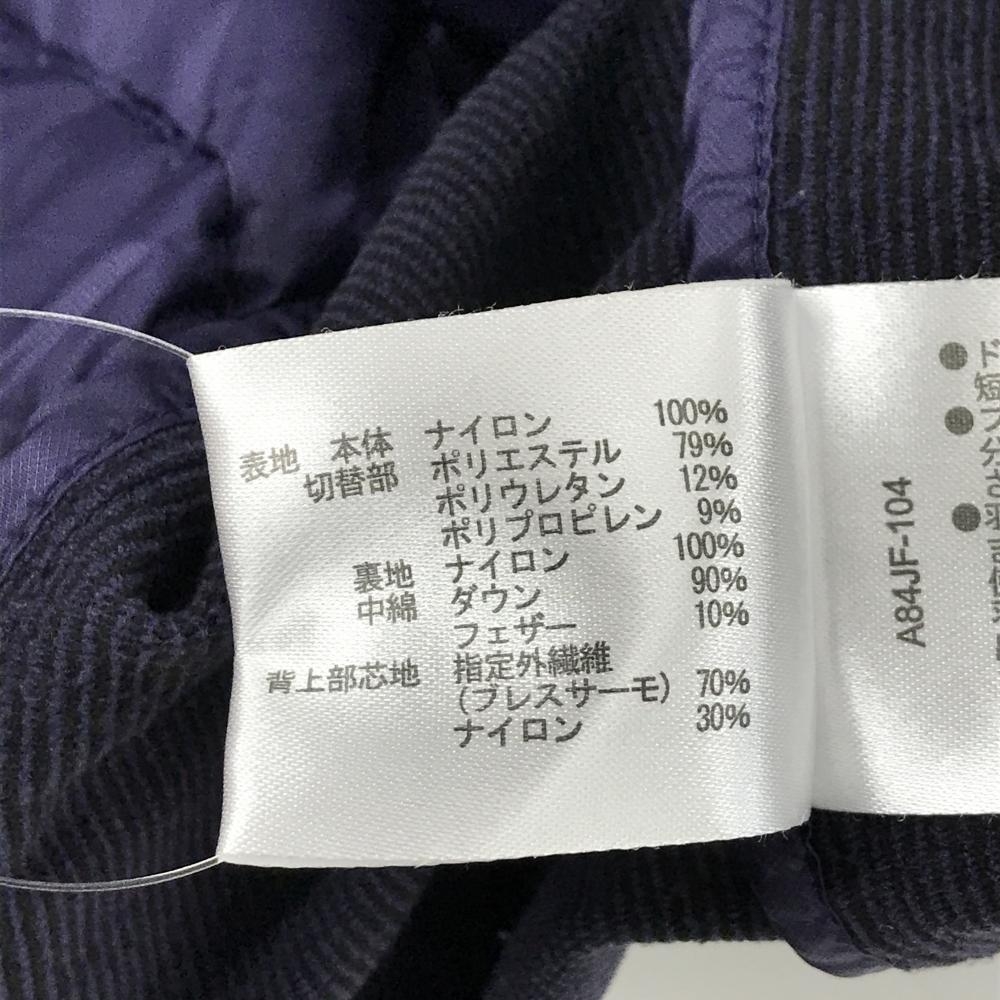 表地 本体 ナイロン 100%
切替部 ポリエステル 79%
ポリウレタン 12%
ポリプロピレン 9%
裏地 ナイロン 100%
中綿 ダウン 90%
フェザー 10%
背上部芯地 指定外繊維
(ブレスサーモ) 70%
ナイロン 30%
A84JF-104
●ド
短